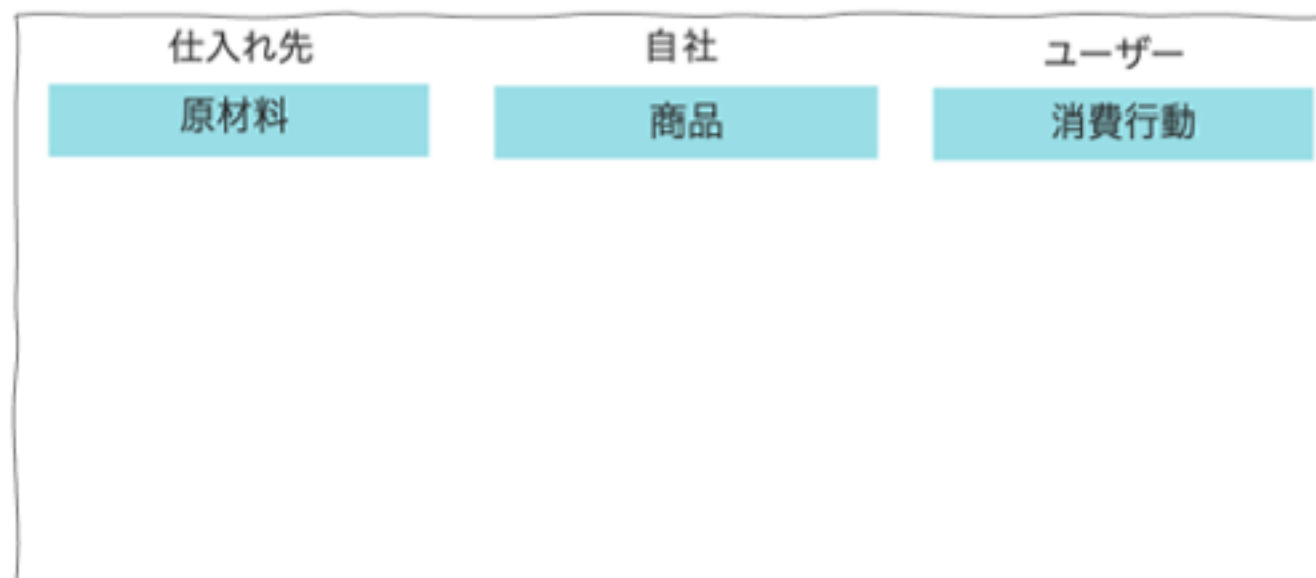 仕入れ先
自社
ユーザー
原材料
商品
消費行動